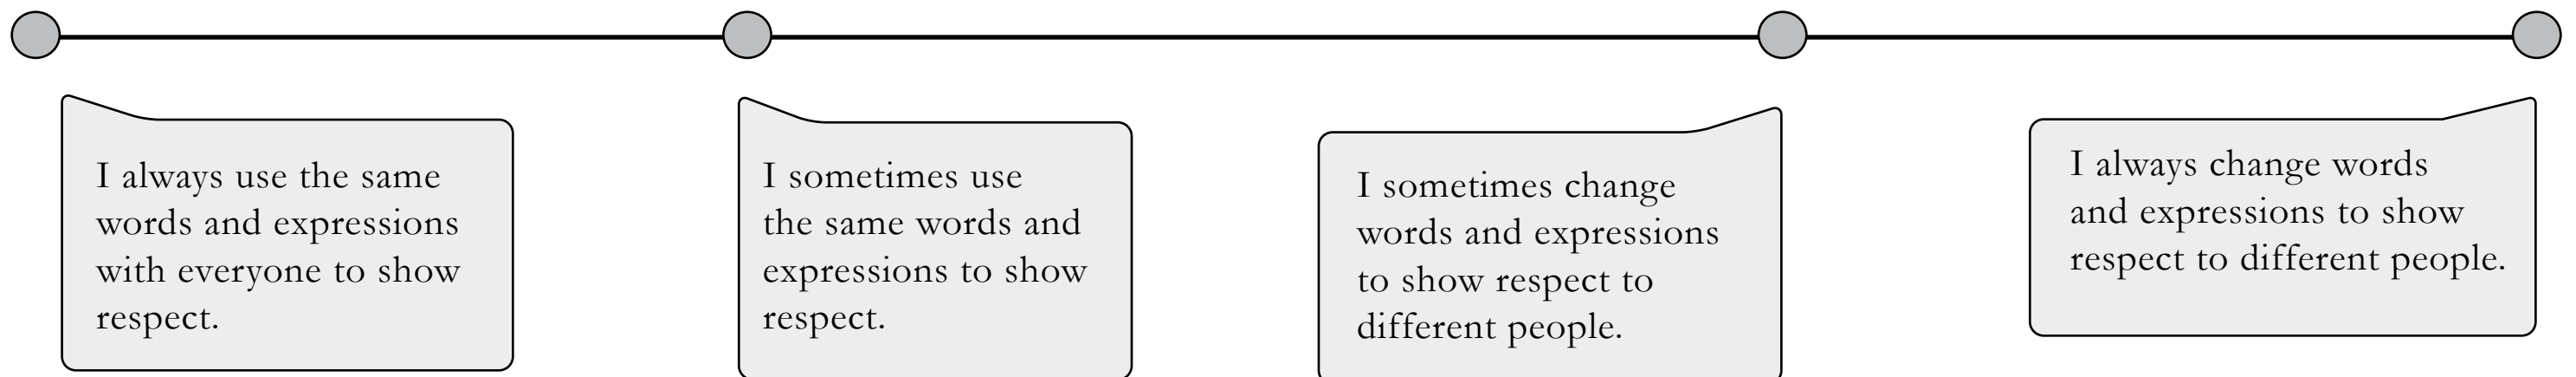 I always use the same
words and expressions
with everyone to show
respect.
I sometimes use
the same words and
expressions to show
respect.
I sometimes change
words and expressions
to show respect to
different people.
I always change words
and expressions to show
respect to different people.